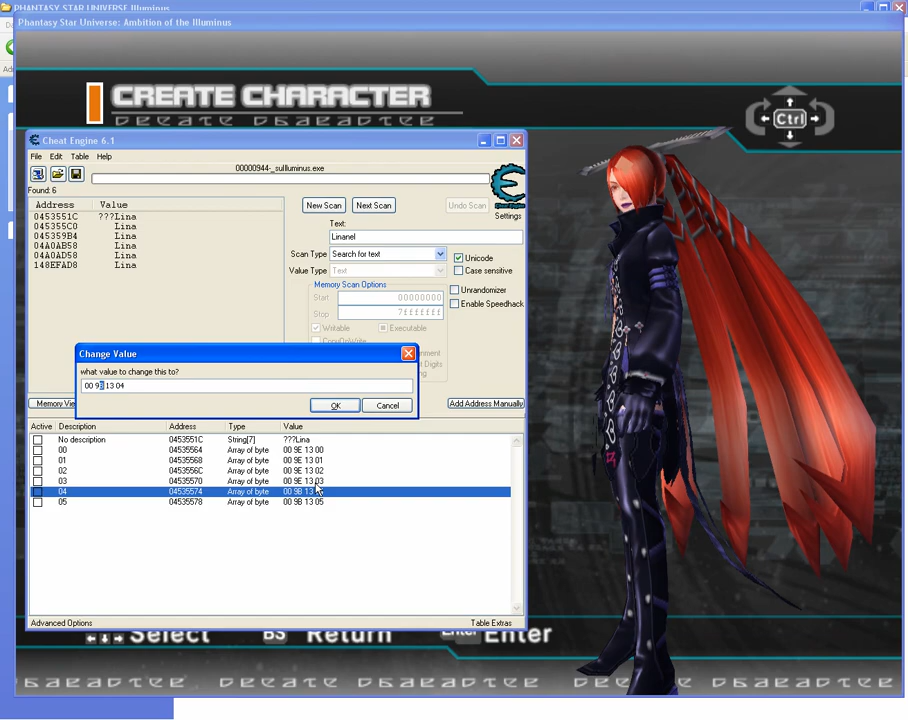 PHANTASY STAR UNIVERSE Illuminus
Phantasy Star Universe: Ambition of the Illuminus
CREATE CHARACTER
Ctrl
Cheat Engine 6.1
File Edit Table Help
00000944-_sulluminus.exe
Found: 6
Address Value
0453551C ???Lina
045355C0 Lina
045359B4 Lina
04A0AB58 Lina
04A0AD58 Lina
148EFAD8 Lina
New Scan Next Scan Undo Scan
Settings
Text:
Linanel
Scan Type Search for text
Unicode
Value Type Text
Case sensitive
Memory Scan Options
Unrandomizer
Start 00000000
Enable Speedhack
Stop 7fffffff
Writable Executable
CopyOnWrite
Change Value
what value to change this to?
13 04
OK Cancel
Memory Vie
Add Address Manually
Active Description Address Type Value
No description 0453551C String[7] ???Lina
00 04535564 Array of byte 00 9E 13 00
01 04535568 Array of byte 00 9E 13 01
02 0453556C Array of byte 00 9E 13 02
03 04535570 Array of byte 00 9E 13 03
04 04535574 Array of byte 00 9B 13
05 04535578 Array of byte 00 9B 13 05
Advanced Options Table Extras
Select BS Return Enter Enter